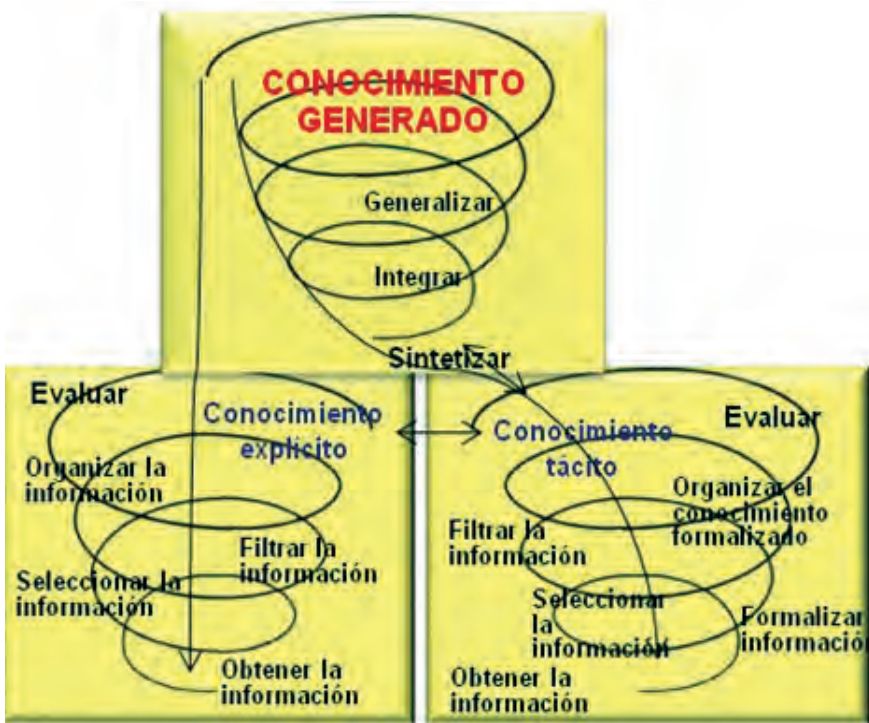 CONOCIMIENTO
GENERADO
Generalizar
Integrar
Sintetizar
Evaluar
Conocimiento
explícito
Organizar la
información
Filtrar la
información
Seleccionar la
información
Obtener la
información
Evaluar
Conocimiento
tácito
Organizar el
conocimiento
formalizado
Filtrar la
información
Seleccionar
la
información
Formalizar
información
Obtener la
información